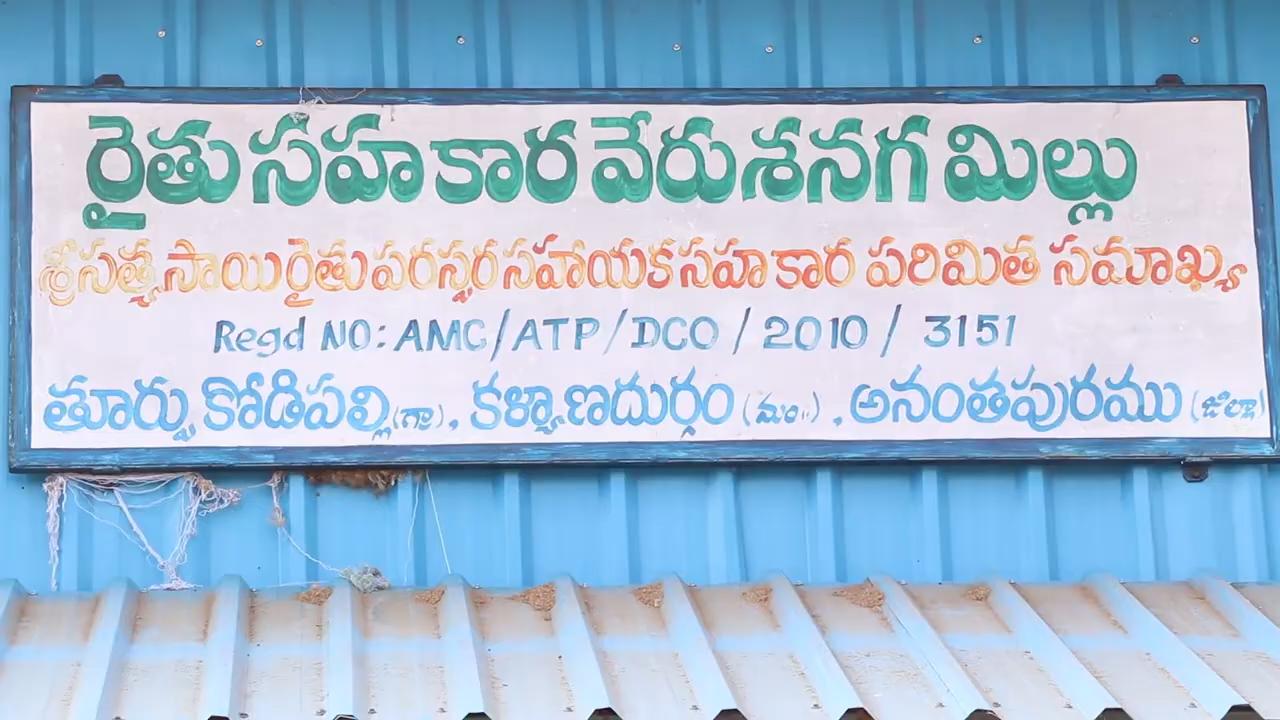 రైతు సహకార వేరుశనగ మిల్లు
శ్రీ సత్య సాయి రైతు పరస్పర సహాయక సహకార పరిమిత సమాఖ్య
Regd NO: AMC/ATP/DCO / 2010 / 3151
తూర్పు కోడిపల్లి (గ్రా), కళ్యాణదుర్గం (మం॥), అనంతపురము (జిల్లా)